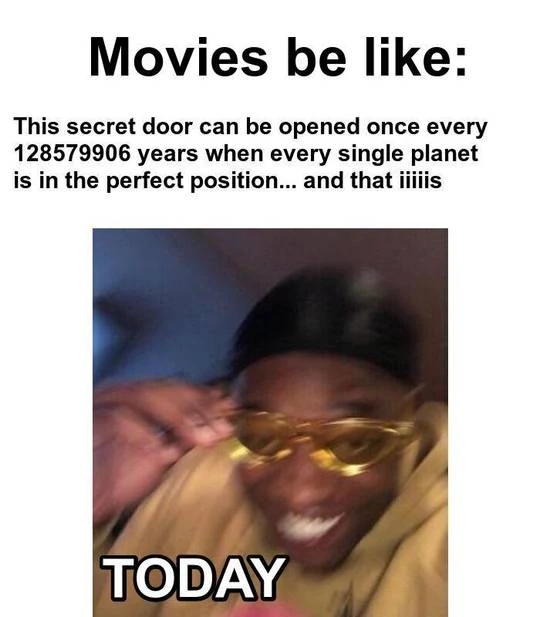 Movies be like:
This secret door can be opened once every
128579906 years when every single planet
is in the perfect position... and that iiiiis
TODAY